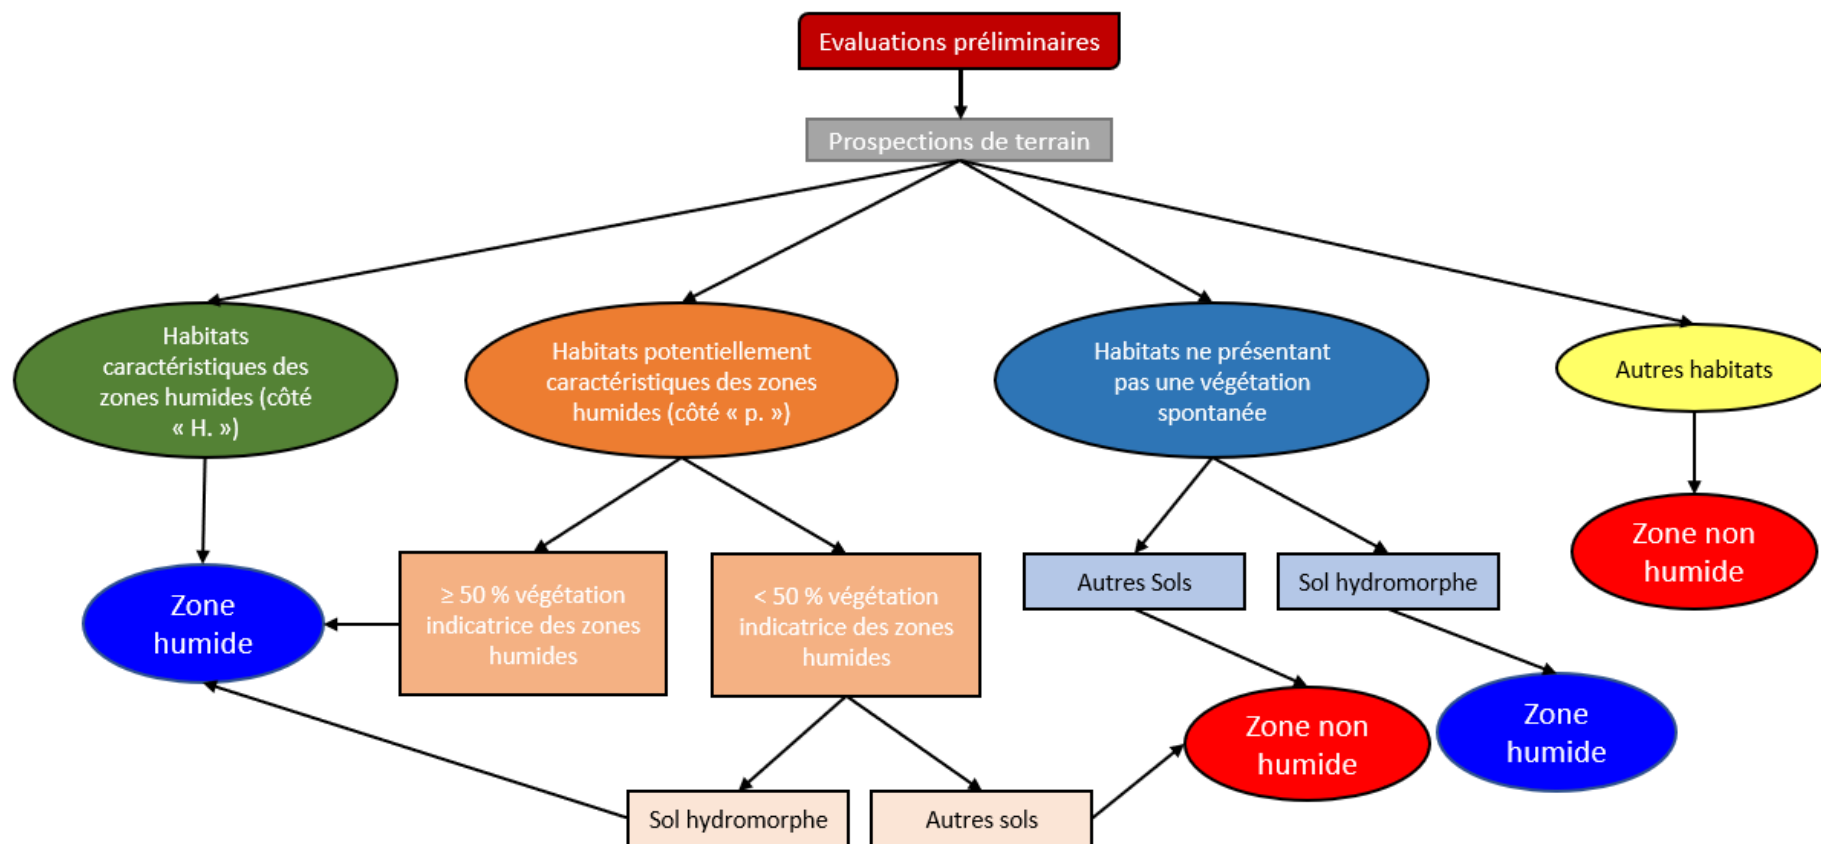 Evaluations préliminaires
Prospections de terrain
Habitats
caractéristiques des
zones humides (côté
« H. »)
Habitats potentiellement
caractéristiques des zones
humides (côté « p. »)
Habitats ne présentant
pas une végétation
spontanée
Autres habitats
Zone
humide
≥ 50 % végétation
indicatrice des zones
humides
< 50 % végétation
indicatrice des zones
humides
Autres Sols
Sol hydromorphe
Zone non
humide
Sol hydromorphe
Autres sols
Zone non
humide
Zone
humide